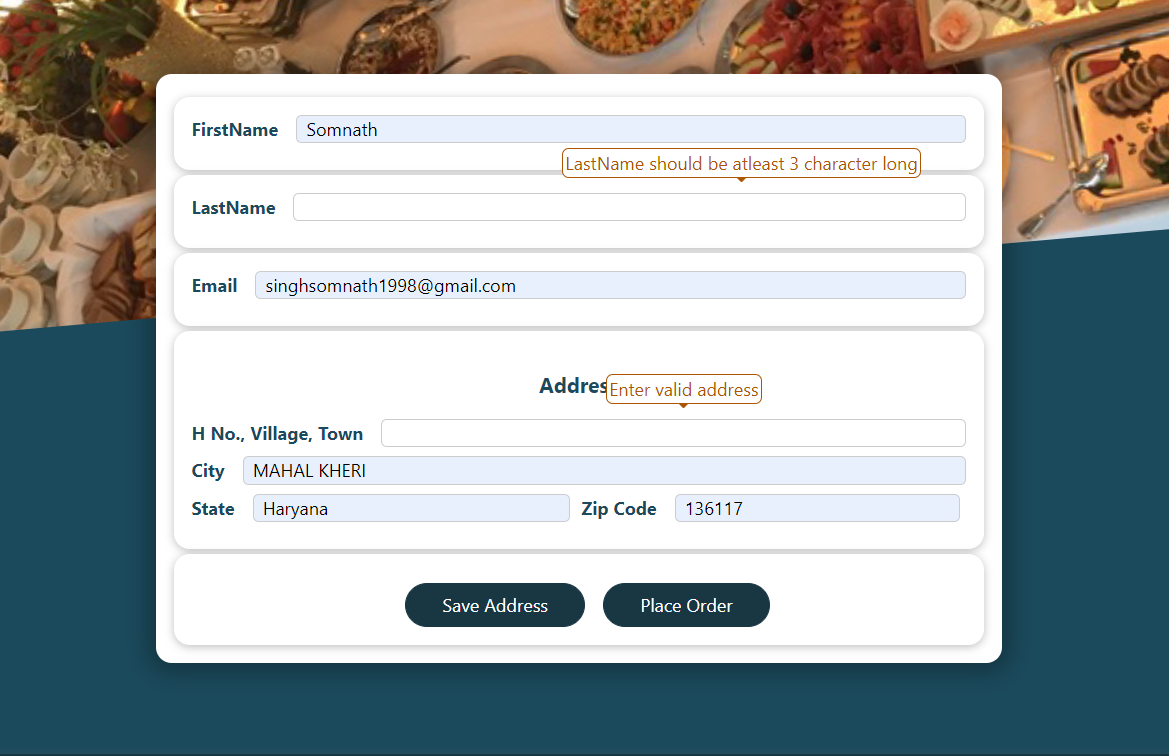 FirstName Somnath
LastName should be atleast 3 character long
LastName
Email singhsomnath1998@gmail.com
Addres
Enter valid address
H No., Village, Town
City MAHAL KHERI
State Haryana Zip Code 136117
Save Address Place Order